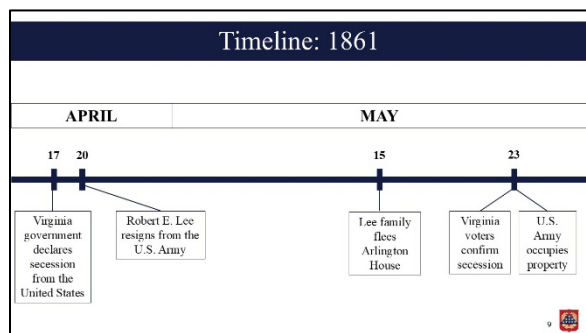 Timeline: 1861
APRIL
MAY
17
20
15
23
Virginia
government
declares
secession
from the
United States
Robert E. Lee
resigns from the
U.S. Army
Lee family
flees
Arlington
House
Virginia
voters
confirm
secession
U.S.
Army
occupies
property
9